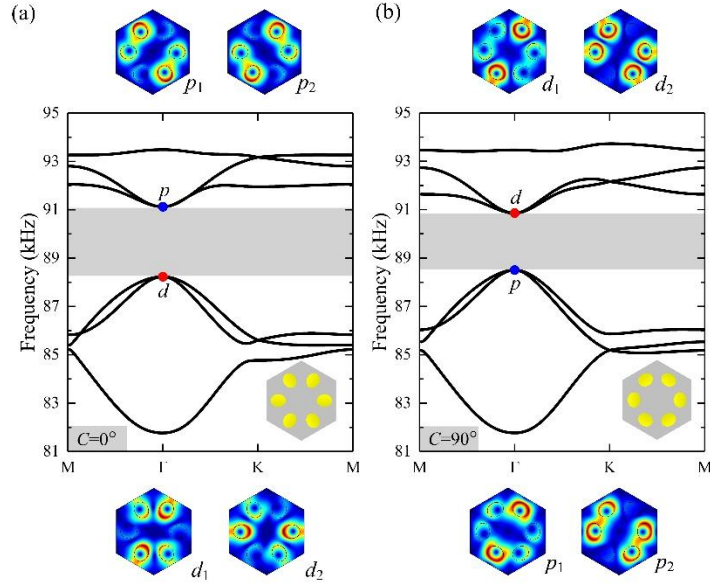 (a)
p1 p2
95
93
91
89
87
85
83
81
Frequency (kHz)
p
d
C=0°
M Γ K M
d1 d2
(b)
d1 d2
95
93
91
89
87
85
83
81
Frequency (kHz)
d
p
C=90°
M Γ K M
p1 p2